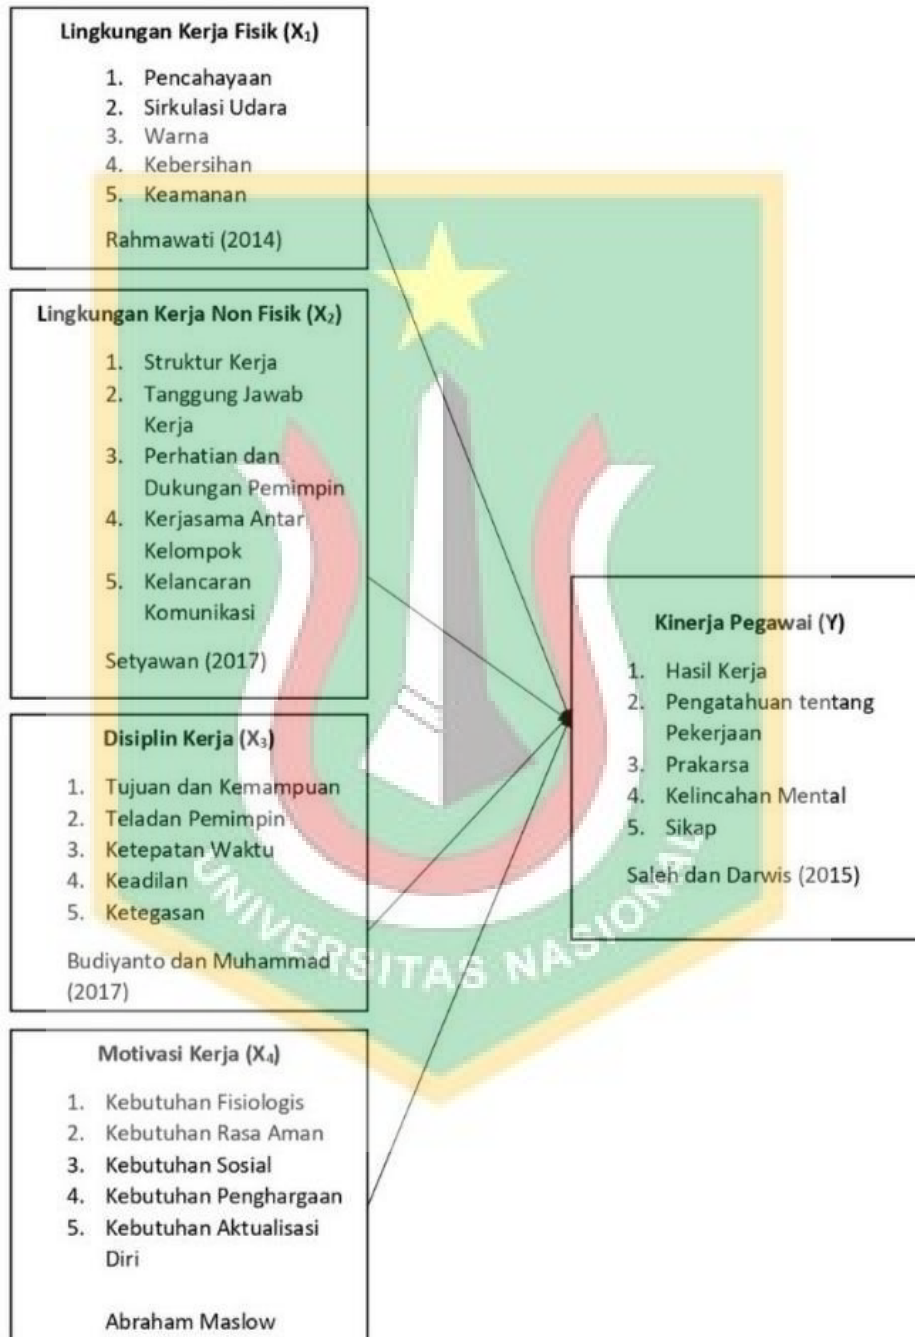 Lingkungan Kerja Fisik (X₁)
1. Pencahayaan
2. Sirkulasi Udara
3. Warna
4. Kebersihan
5. Keamanan
Rahmawati (2014)
Lingkungan Kerja Non Fisik (X₂)
1. Struktur Kerja
2. Tanggung Jawab
Kerja
3. Perhatian dan
Dukungan Pemimpin
4. Kerjasama Antar
Kelompok
5. Kelancaran
Komunikasi
Setyawan (2017)
Disiplin Kerja (X₃)
1. Tujuan dan Kemampuan
2. Teladan Pemimpin
3. Ketepatan Waktu
4. Keadilan
5. Ketegasan
Budiyanto dan Muhammad
(2017)
Motivasi Kerja (X₄)
1. Kebutuhan Fisiologis
2. Kebutuhan Rasa Aman
3. Kebutuhan Sosial
4. Kebutuhan Penghargaan
5. Kebutuhan Aktualisasi
Diri
Abraham Maslow
Kinerja Pegawai (Y)
1. Hasil Kerja
2. Pengatahuan tentang
Pekerjaan
3. Prakarsa
4. Kelincahan Mental
5. Sikap
Saleh dan Darwis (2015)
UNIVERSITAS NASIONAL